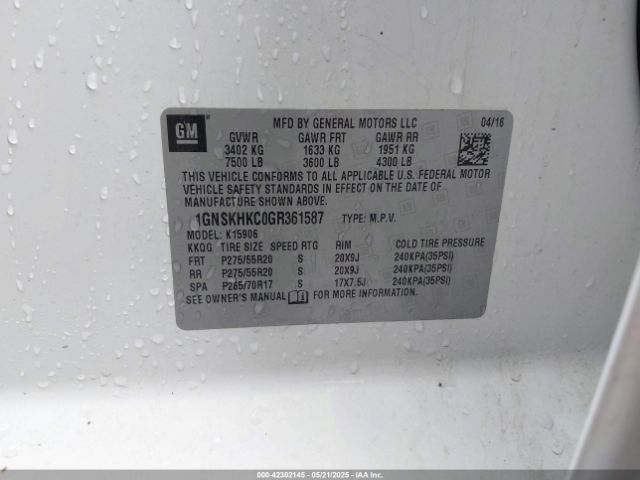 GM
MFD BY GENERAL MOTORS LLC 04/16
GVWR GAWR FRT GAWR RR
3402 KG 1633 KG 1951 KG
7500 LB 3600 LB 4300 LB
THIS VEHICLE CONFORMS TO ALL APPLICABLE U.S. FEDERAL MOTOR
VEHICLE SAFETY STANDARDS IN EFFECT ON THE DATE OF
MANUFACTURE SHOWN ABOVE.
1GNSKHKC0GR361587 TYPE: M.P.V.
MODEL: K15906
KKOG TIRE SIZE SPEED RTG RIM COLD TIRE PRESSURE
FRT P275/55R20 S 20X9J 240KPA(35PSI)
RR P275/55R20 S 20X9J 240KPA(35PSI)
SPA P265/70R17 S 17X7.5J 240KPA(35PSI)
SEE OWNER'S MANUAL FOR MORE INFORMATION.
000-42302145 - 05/21/2025 - IAAI.COM